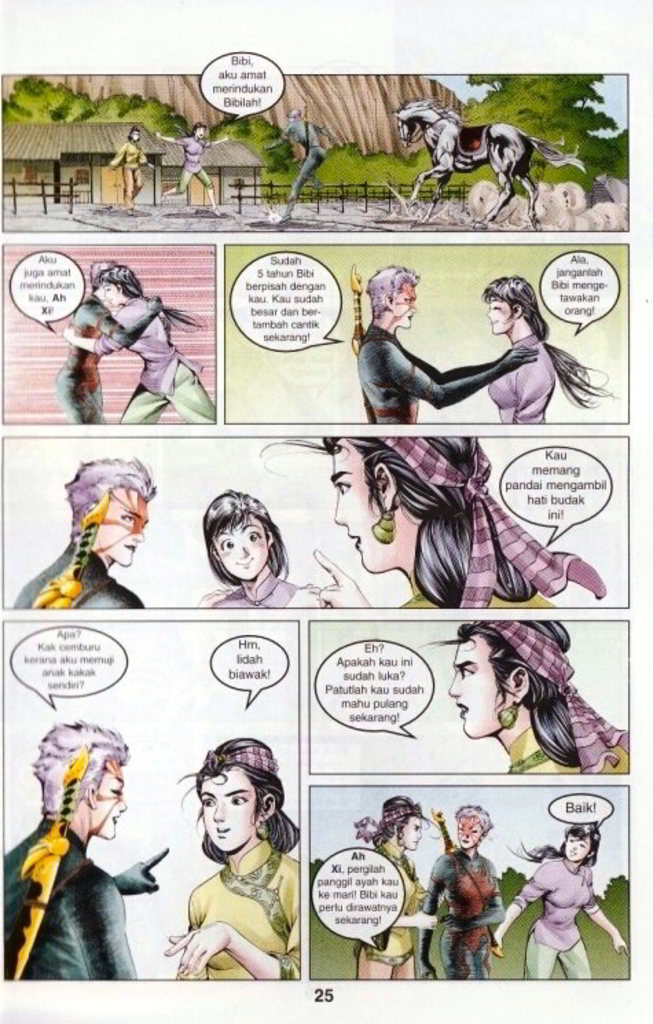 Bibi,
aku amat
merindukan
Bibilah!
Aku
juga amat
merindukan
kau, Ah
Xi!
Sudah
5 tahun Bibi
berpisah dengan
kau. Kau sudah
besar dan ber-
tambah cantik
sekarang!
Ala,
janganlah
Bibi menge-
tawakan
orang!
Kau
memang
pandai mengambil
hati budak
ini!
Apa?
Kak cemburu
kerana aku memuji
anak kakak
sendiri?
Hm,
lidah
biawak!
Eh?
Apakah kau ini
sudah luka?
Patutlah kau sudah
mahu pulang
sekarang!
Ah
Xi, pergilah
panggil ayah kau
ke mari! Bibi kau
perlu dirawatnya
sekarang!
Baik!
25